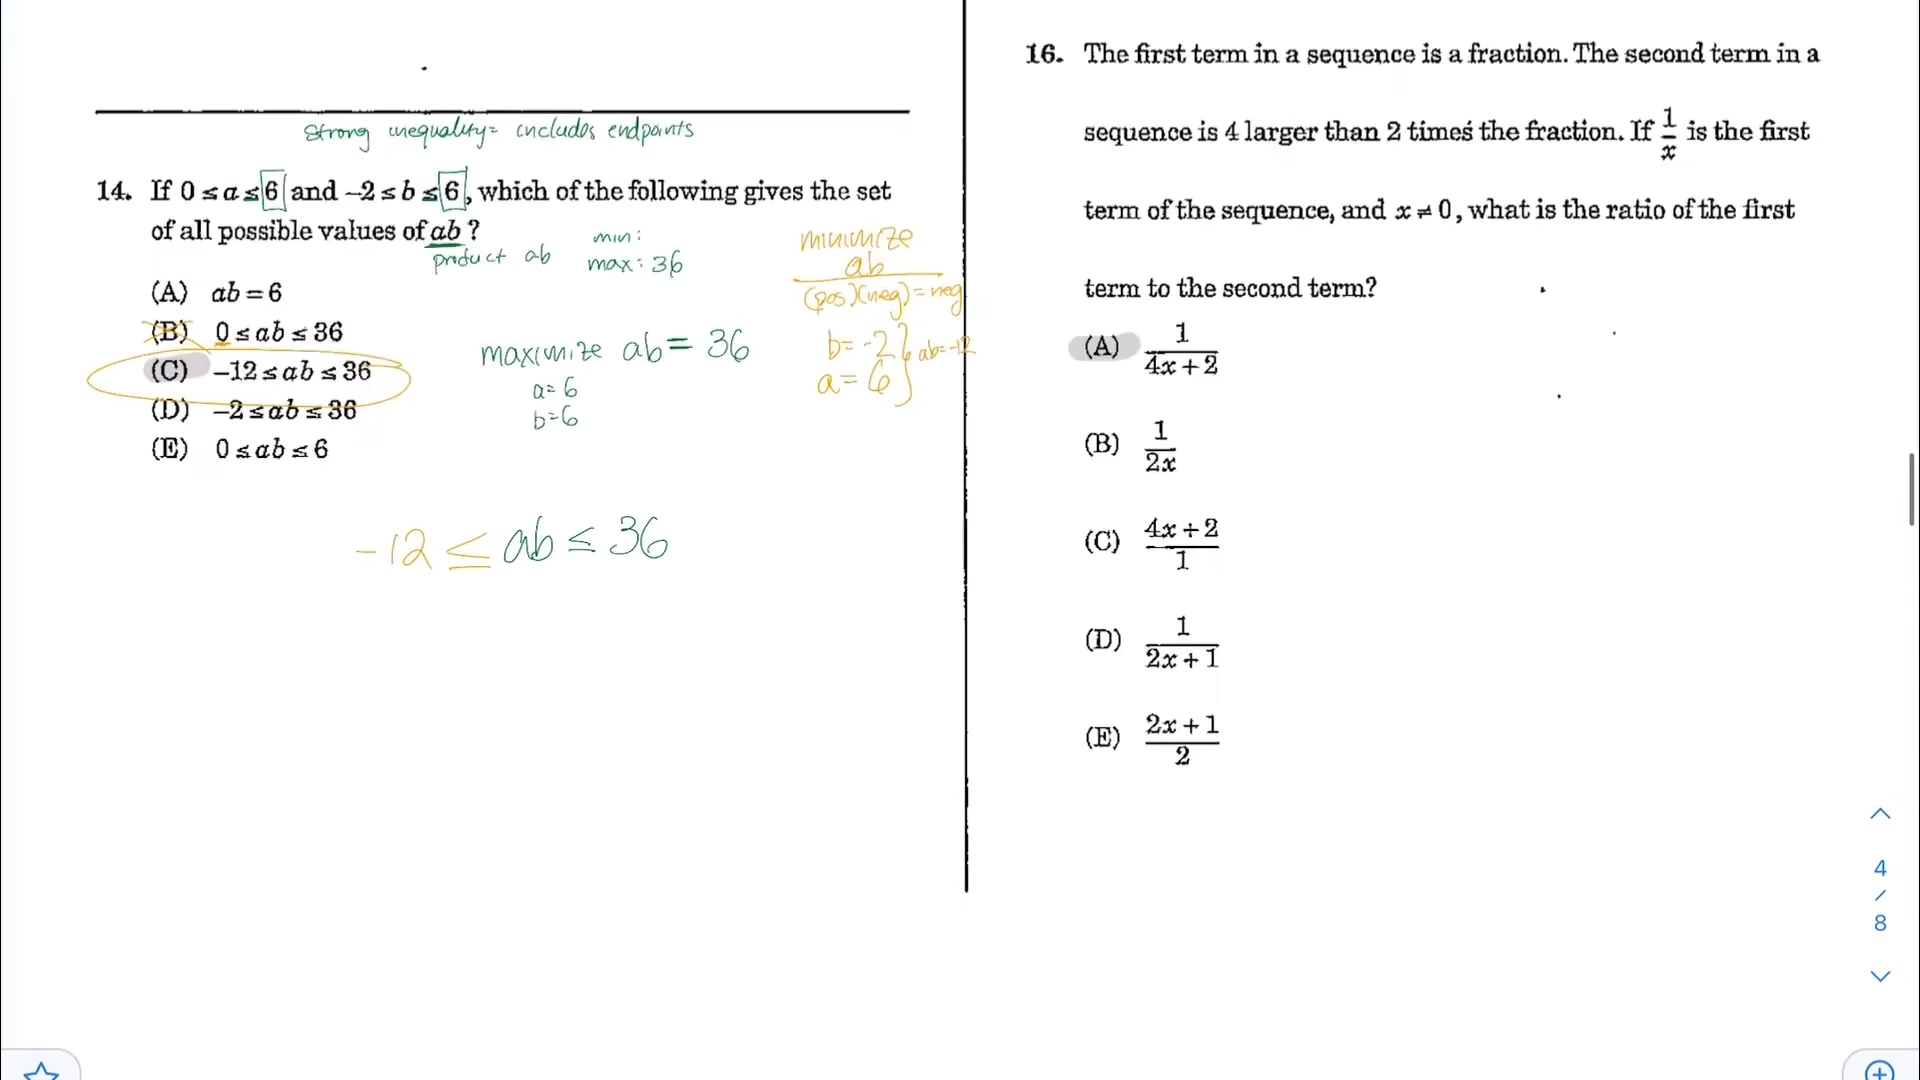 Strong inequality= includes endpoints
14. If 0 ≤ a ≤ 6 and –2 ≤ b ≤ 6, which of the following gives the set
of all possible values of ab?
product ab
min:
max: 36
(A) ab = 6
(B) 0 ≤ ab ≤ 36
(C) –12 ≤ ab ≤ 36
(D) –2 ≤ ab ≤ 36
(E) 0 ≤ ab ≤ 6
maximize ab = 36
a=6
b=6
minimize
ab
(pos)(neg)=neg
b= -2
a= 6
ab=-12
-12 ≤ ab ≤ 36
16. The first term in a sequence is a fraction. The second term in a
sequence is 4 larger than 2 times the fraction. If 1/x is the first
term of the sequence, and x ≠ 0, what is the ratio of the first
term to the second term?
(A) 1/(4x + 2)
(B) 1/(2x)
(C) (4x + 2)/1
(D) 1/(2x + 1)
(E) (2x + 1)/2
4
/
8